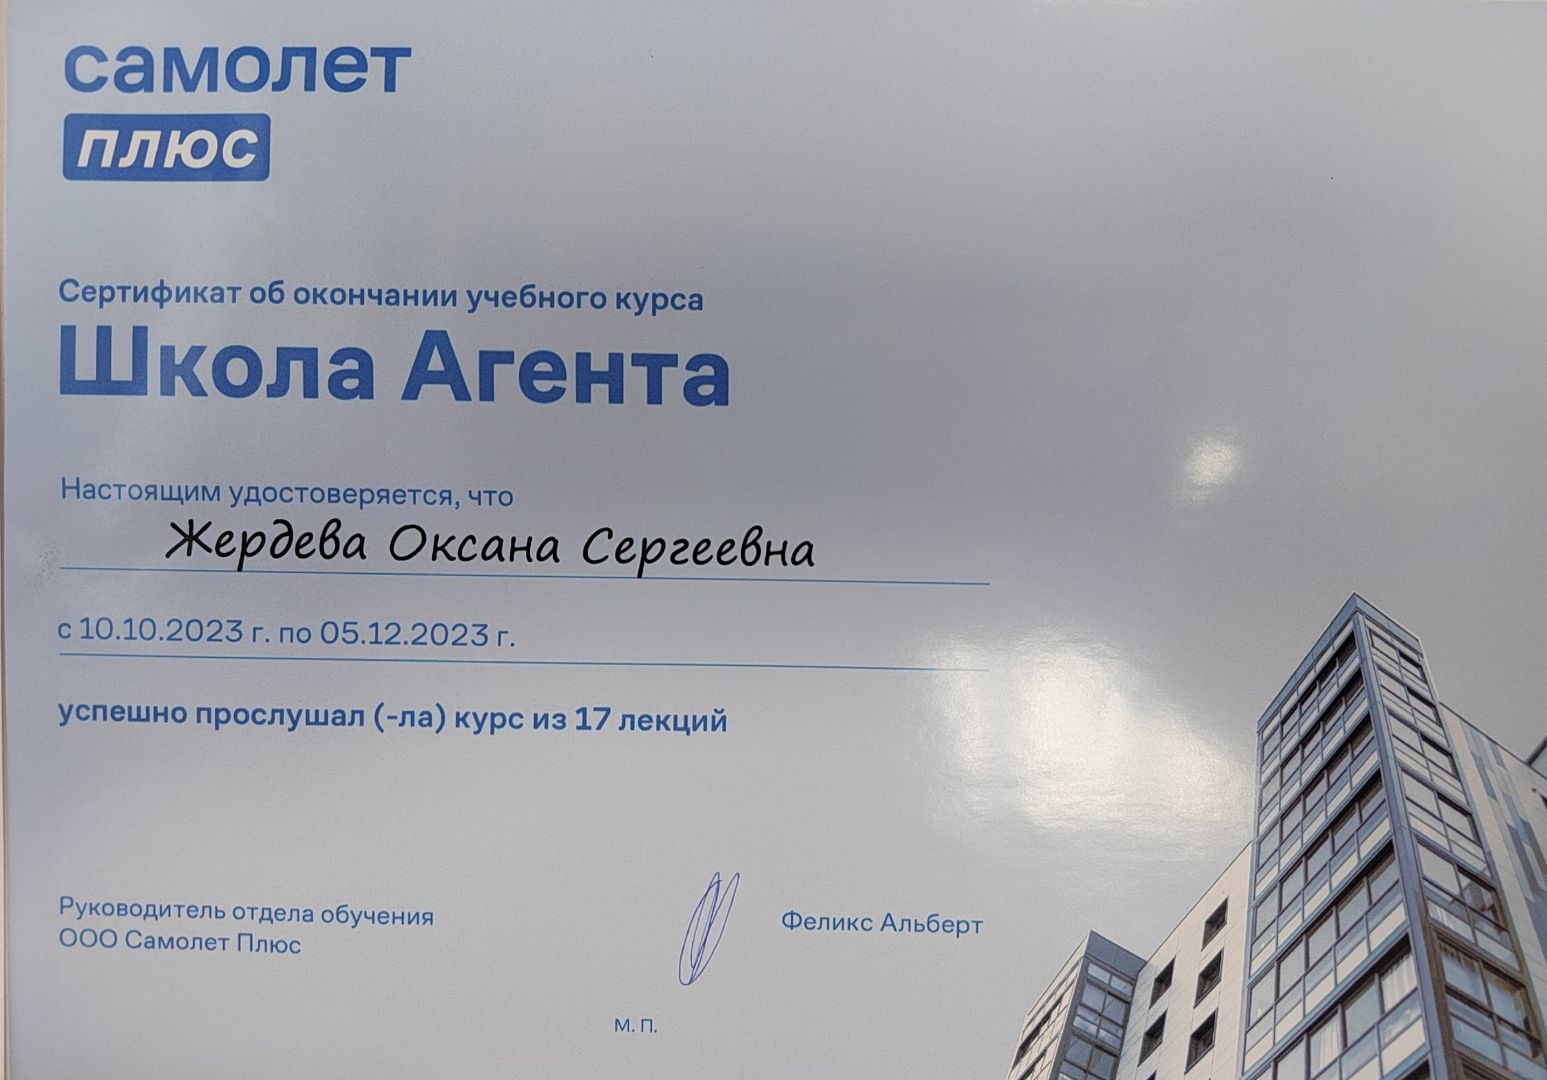 самолет
плюс
Сертификат об окончании учебного курса
Школа Агента
Настоящим удостоверяется, что
Жердева Оксана Сергеевна
с 10.10.2023 г. по 05.12.2023 г.
успешно прослушал (-ла) курс из 17 лекций
Руководитель отдела обучения
ООО Самолет Плюс
Феликс Альберт
М. П.